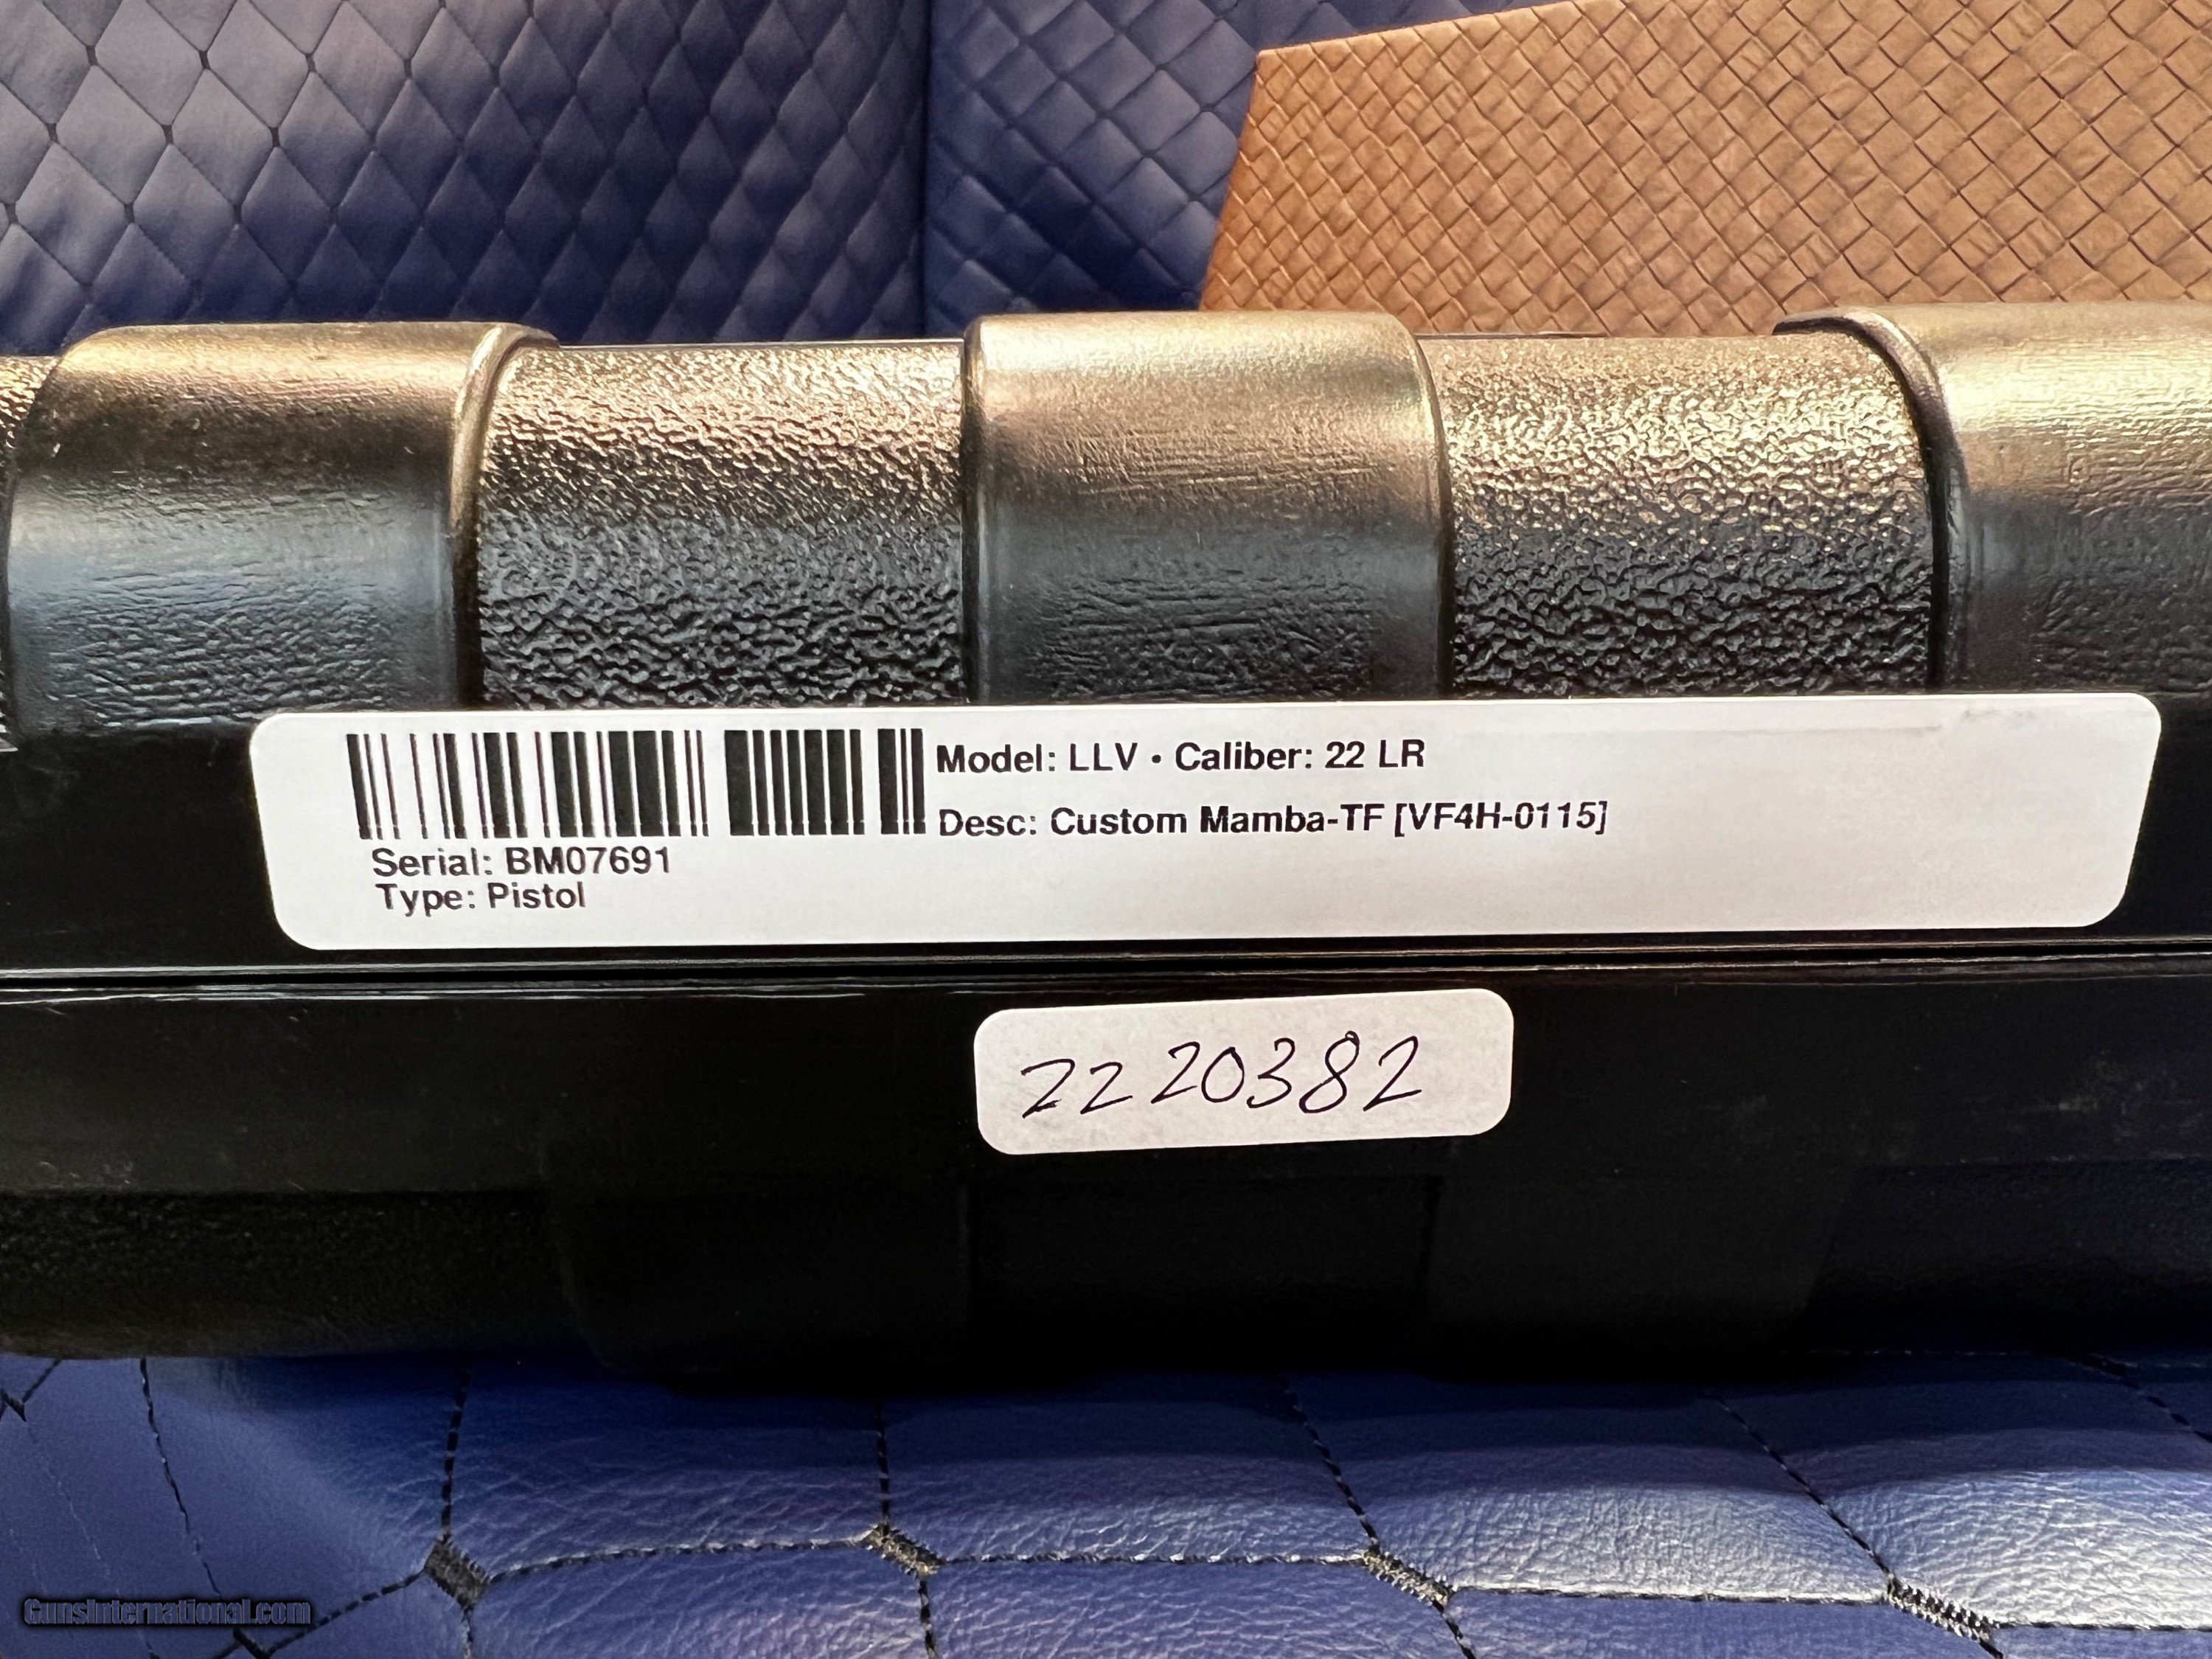 Model: LLV • Caliber: 22 LR
Desc: Custom Mamba-TF [VF4H-0115]
Serial: BM07691
Type: Pistol
2220382
GunsInternational.com